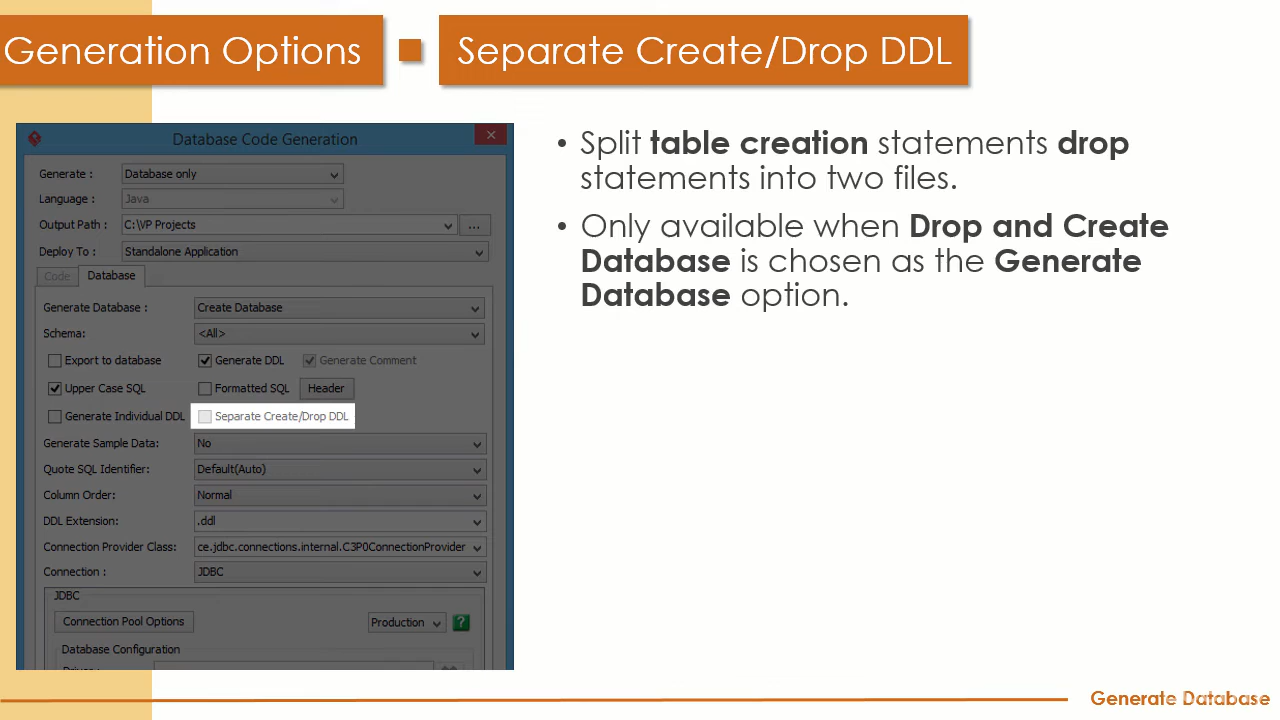 Generation Options
Separate Create/Drop DDL
Database Code Generation
Generate :
Database only
Language :
Java
Output Path :
C:\VP Projects
...
Deploy To :
Standalone Application
Code
Database
Generate Database :
Create Database
Schema:
<All>
Export to database
Generate DDL
Generate Comment
Upper Case SQL
Formatted SQL
Header
Generate Individual DDL
Separate Create/Drop DDL
Generate Sample Data:
No
Quote SQL Identifier:
Default(Auto)
Column Order:
Normal
DDL Extension:
.ddl
Connection Provider Class:
ce.jdbc.connections.internal.C3P0ConnectionProvider
Connection :
JDBC
JDBC
Connection Pool Options
Production
?
Database Configuration
• Split table creation statements drop
statements into two files.
• Only available when Drop and Create
Database is chosen as the Generate
Database option.
Generate Database